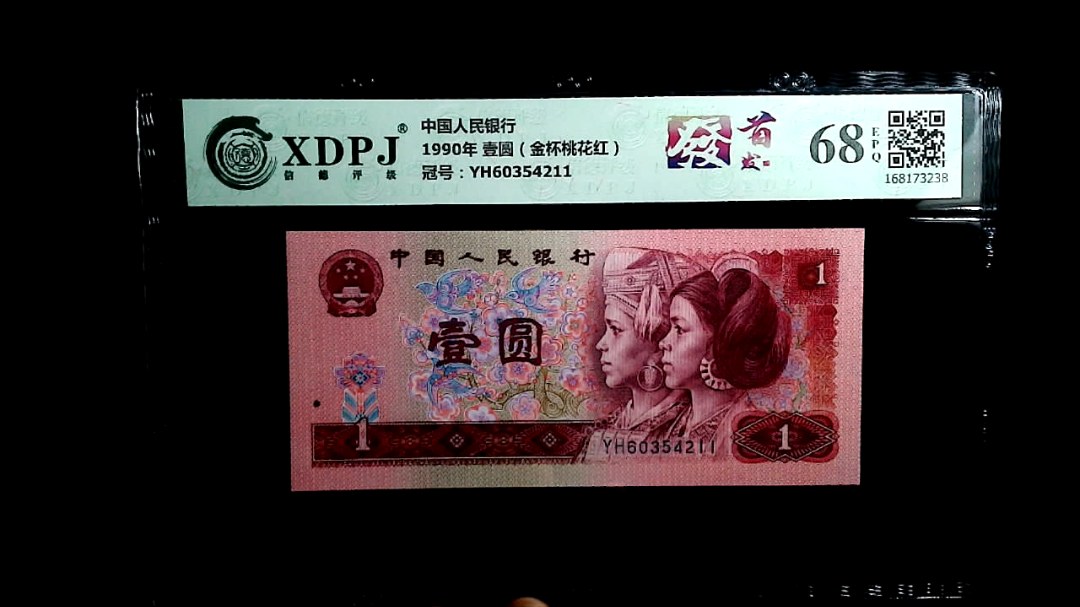 XDPJ®
信德评级
中国人民银行
1990年 壹圆（金杯桃花红）
冠号：YH60354211
發
首发
68
EPQ
168173238
中国人民银行
1
壹圆
1
YH60354211
1